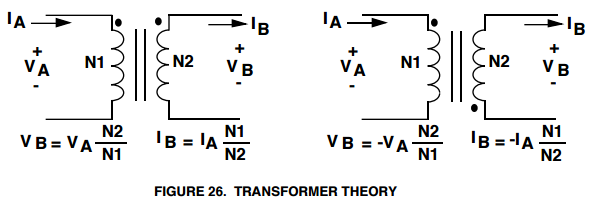 IA IB IA IB
+ + + +
VA N1 N2 VB VA N1 N2 VB
- - - -
VB = VA N2/N1 IB = IA N1/N2 VB = -VA N2/N1 IB = -IA N1/N2
FIGURE 26. TRANSFORMER THEORY